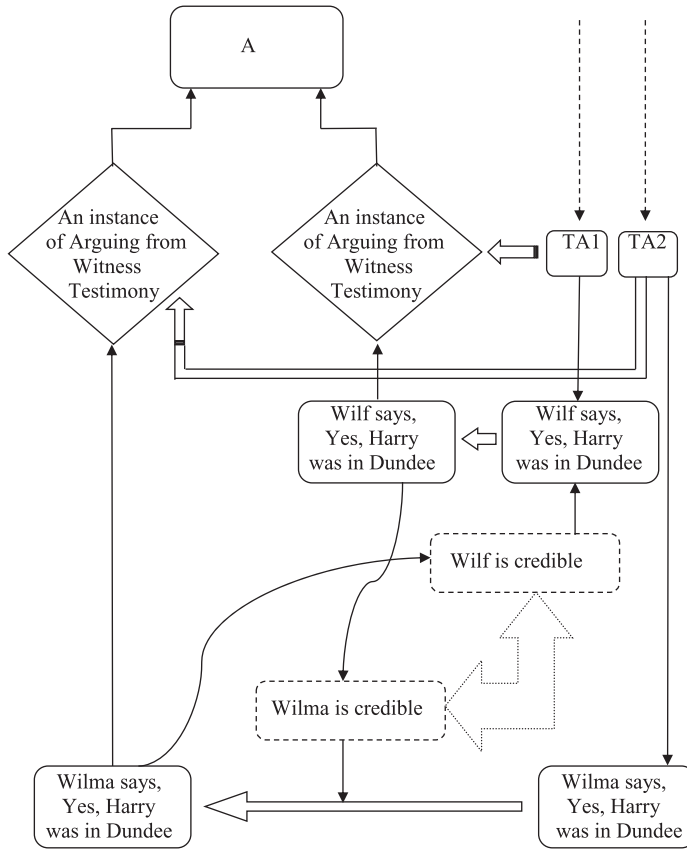 A
An instance
of Arguing from
Witness
Testimony
An instance
of Arguing from
Witness
Testimony
TA1
TA2
Wilf says,
Yes, Harry
was in Dundee
Wilf says,
Yes, Harry
was in Dundee
Wilf is credible
Wilma is credible
Wilma says,
Yes, Harry
was in Dundee
Wilma says,
Yes, Harry
was in Dundee